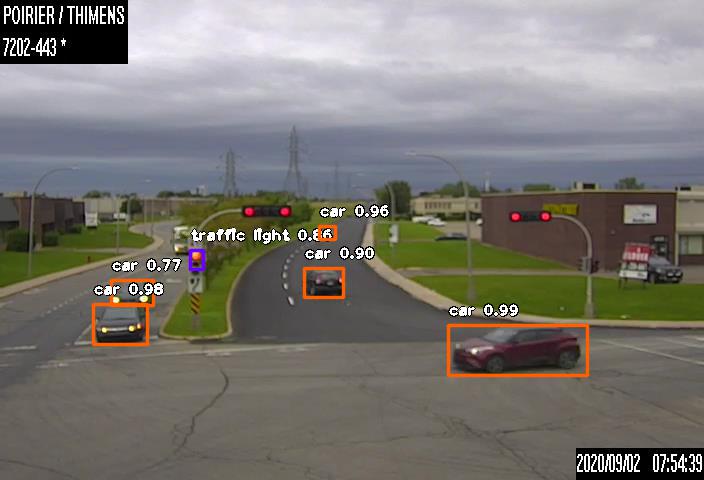 POIRIER / THIMENS
7202-443 *
car 0.96
traffic light 0.86
car 0.90
car 0.77
car 0.98
car 0.99
2020/09/02 07:54:39